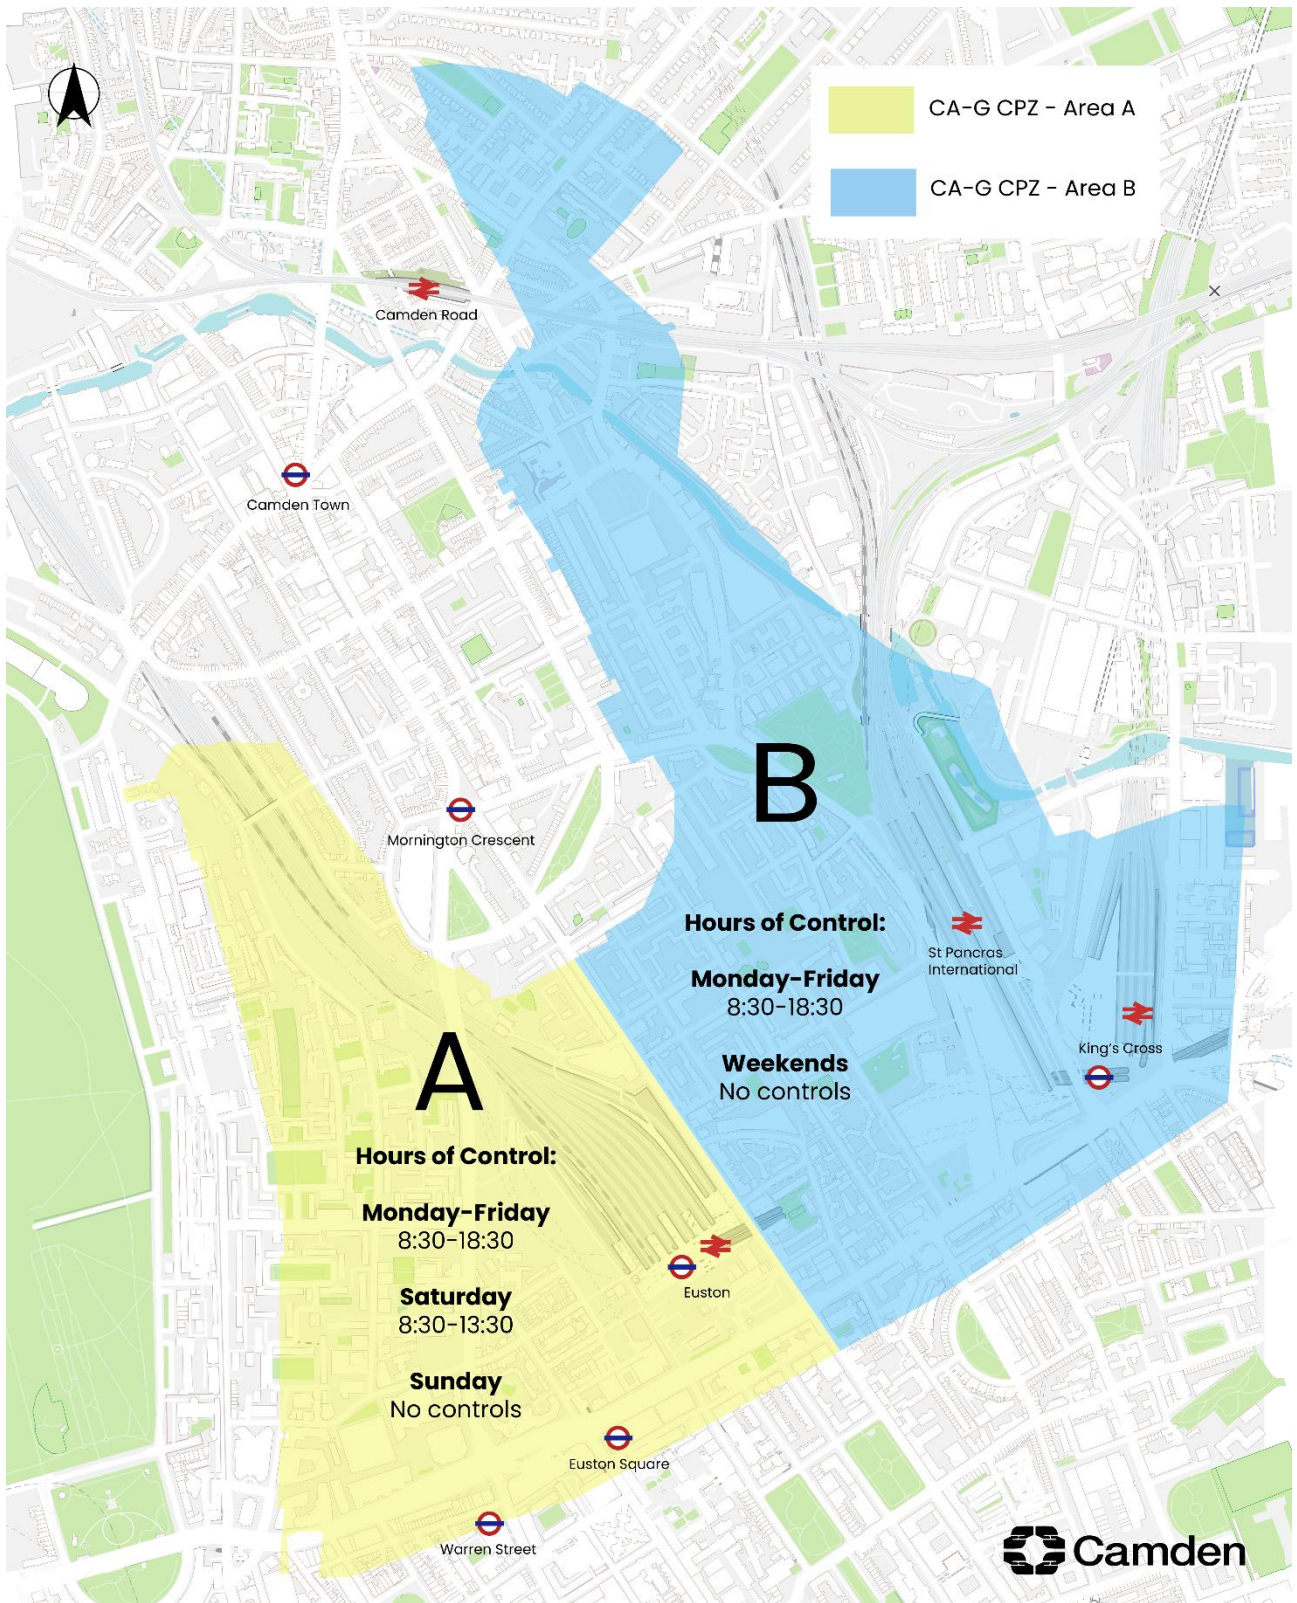 CA-G CPZ - Area A
CA-G CPZ - Area B
Camden Road
Camden Town
Mornington Crescent
B
Hours of Control:
Monday-Friday
8:30-18:30
Weekends
No controls
St Pancras
International
King's Cross
A
Hours of Control:
Monday-Friday
8:30-18:30
Saturday
8:30-13:30
Sunday
No controls
Euston
Euston Square
Warren Street
Camden